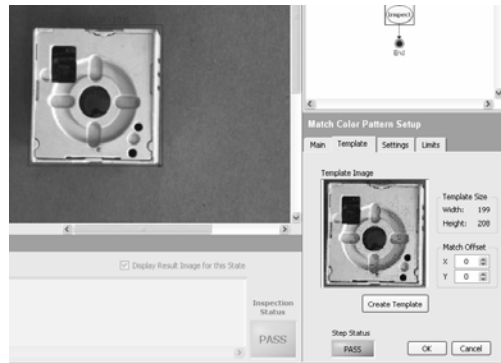 Inspect
End
Match Color Pattern Setup
Main Template Settings Limits
Template Image
Template Size
Width: 199
Height: 208
Match Offset
X 0
Y 0
Create Template
Display Result Image for this State
Inspection
Status
PASS
Step Status
PASS
OK Cancel